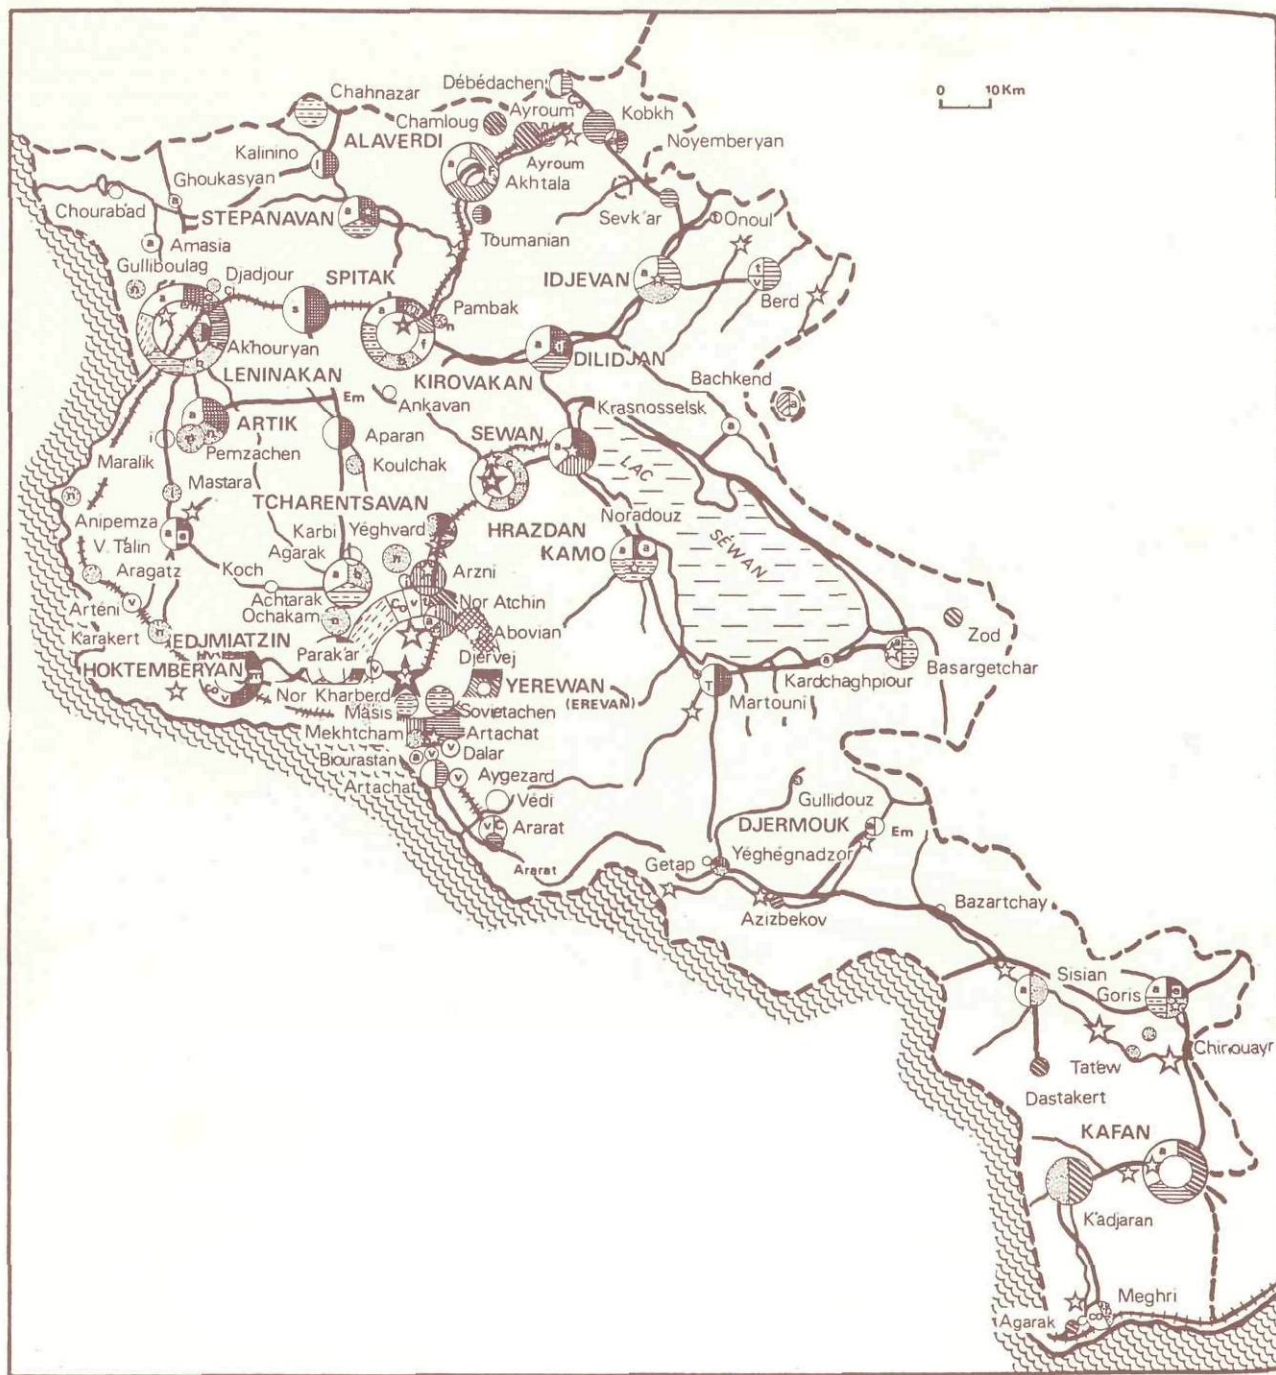 0 10 Km
Débédachen
Chahnazar
Ayroum
Kobkh
Chamloug
ALAVERDI
Noyemberyan
Kalinino
Ayroum
Akhtala
Ghoukasyan
Chourabad
STEPANAVAN
Sevk'ar
Onoul
Toumanian
Amasia
Gulliboulag
Djadjour
SPITAK
IDJEVAN
Berd
Pambak
Akhouryan
DILIDJAN
LENINAKAN
KIROVAKAN
Bachkend
Em
Ankavan
Krasnosselsk
ARTIK
Aparan
SEWAN
Pemzachen
Koulchak
LAC
Maralik
Mastara
TCHARENTSAVAN
Anipemza
Karbi
Yéghvard
HRAZDAN
Noradouz
V. Talin
Agarak
KAMO
SÉWAN
Aragatz
Koch
Arzni
Achtarak
Nor Atchin
Arténi
Ochakam
Zod
Karakert
EDJMIATZIN
Abovian
Parak'ar
Djervej
Basargetchar
HOKTEMBERYAN
YEREWAN
Kardchaghpiour
Nor Kharberd
(EREVAN)
Martouni
Masis
Sovietachen
Mekhtcham
Artachat
Biourastan
Dalar
Artachat
Aygezard
Védi
Gullidouz
Ararat
DJERMOUK
Em
Ararat
Getap
Yéghégnadzor
Azizbekov
Bazartchay
Sisian
Goris
Chinouayr
Tatew
Dastakert
KAFAN
K'adjaran
Meghri
Agarak